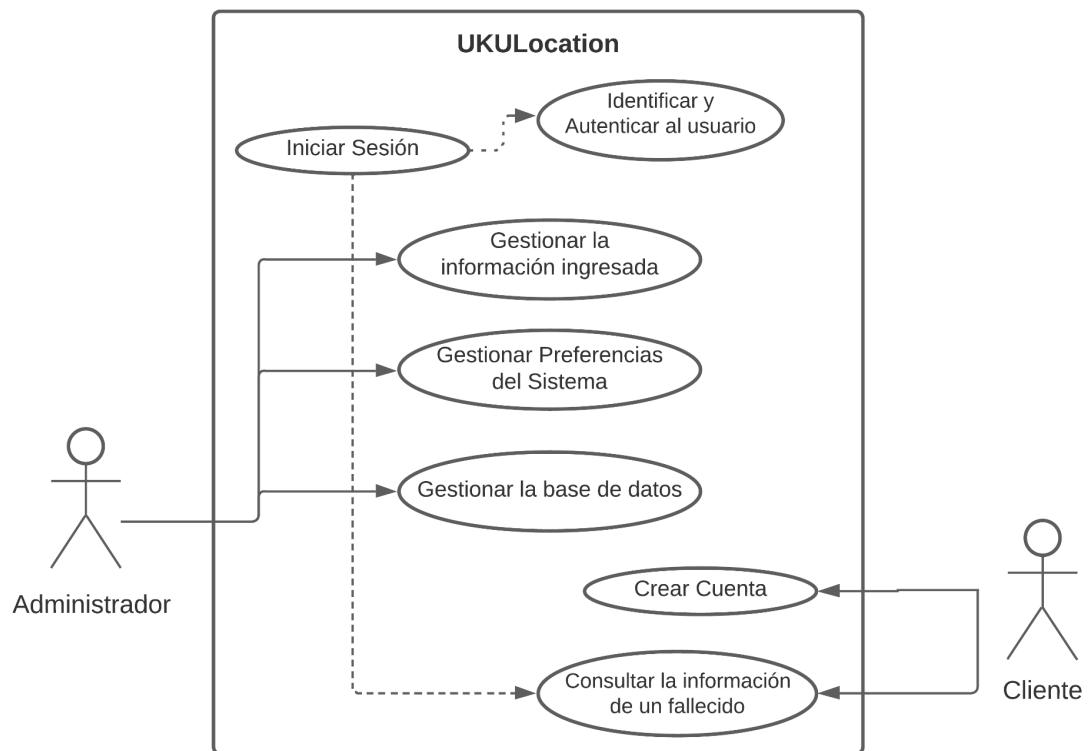 UKULocation
Identificar y
Autenticar al usuario
Iniciar Sesión
Gestionar la
información ingresada
Gestionar Preferencias
del Sistema
Gestionar la base de datos
Administrador
Crear Cuenta
Consultar la información
de un fallecido
Cliente